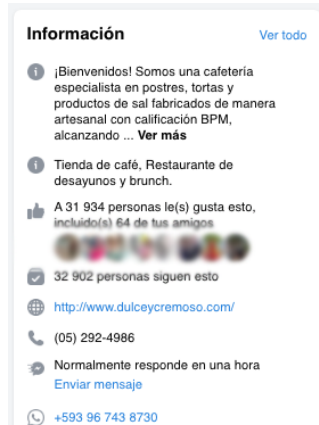 Información
Ver todo
¡Bienvenidos! Somos una cafetería
especialista en postres, tortas y
productos de sal fabricados de manera
artesanal con calificación BPM,
alcanzando ... Ver más
Tienda de café, Restaurante de
desayunos y brunch.
A 31 934 personas le(s) gusta esto,
incluido(s) 64 de tus amigos
32 902 personas siguen esto
http://www.dulceycremoso.com/
(05) 292-4986
Normalmente responde en una hora
Enviar mensaje
+593 96 743 8730